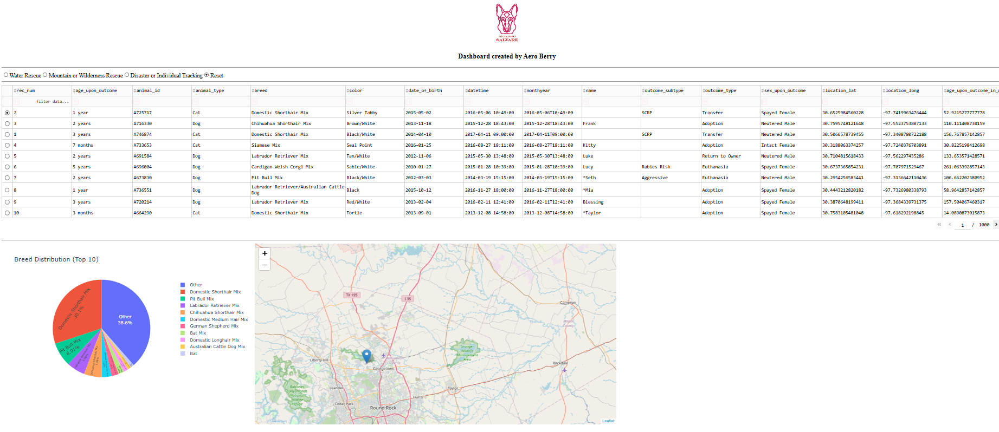 GRAZIOSO
SALVARE
Dashboard created by Aero Berry
Water Rescue Mountain or Wilderness Rescue Disaster or Individual Tracking Reset
rec_num age_upon_outcome animal_id animal_type breed color date_of_birth datetime monthyear name outcome_subtype outcome_type sex_upon_outcome location_lat location_long age_upon_outcome_in_
filter data...
2 1 year A725717 Cat Domestic Shorthair Mix Silver Tabby 2015-05-02 2016-05-06 10:49:00 2016-05-06T10:49:00 SCRP Transfer Spayed Female 30.6525984560228 -97.7419963476444 52.9215277777778
3 2 years A716330 Dog Chihuahua Shorthair Mix Brown/White 2013-11-18 2015-12-28 18:43:00 2015-12-28T18:43:00 Frank Adoption Neutered Male 30.7595748121648 -97.5523753807133 110.111408730159
1 3 years A746874 Cat Domestic Shorthair Mix Black/White 2014-04-10 2017-04-11 09:00:00 2017-04-11T09:00:00 SCRP Transfer Neutered Male 30.5066578739455 -97.3408780722188 156.767857142857
4 7 months A733653 Cat Siamese Mix Seal Point 2016-01-25 2016-08-27 18:11:00 2016-08-27T18:11:00 Kitty Adoption Intact Female 30.3188063374257 -97.7240376703891 30.8225198412698
5 2 years A691584 Dog Labrador Retriever Mix Tan/White 2012-11-06 2015-05-30 13:48:00 2015-05-30T13:48:00 Luke Return to Owner Neutered Male 30.7104815618433 -97.562297435286 133.653571428571
6 5 years A696004 Dog Cardigan Welsh Corgi Mix Sable/White 2010-01-27 2015-01-28 10:39:00 2015-01-28T10:39:00 Lucy Rabies Risk Euthanasia Spayed Female 30.6737365854231 -97.707971529467 261.063392857143
7 2 years A673830 Dog Pit Bull Mix Black/White 2012-03-03 2014-03-19 15:15:00 2014-03-19T15:15:00 *Seth Aggressive Euthanasia Neutered Male 30.2954256583441 -97.3136642110436 106.662202380952
8 1 year A736551 Dog Labrador Retriever/Australian Cattle Dog Black 2015-10-12 2016-11-27 18:00:00 2016-11-27T18:00:00 *Mia Adoption Spayed Female 30.4443212820182 -97.7326980338793 58.9642857142857
9 3 years A720214 Dog Labrador Retriever Mix Red/White 2013-02-04 2016-02-11 12:41:00 2016-02-11T12:41:00 Blessing Adoption Spayed Female 30.3870648199411 -97.3684339731375 157.504067460317
10 3 months A664290 Cat Domestic Shorthair Mix Tortie 2013-09-01 2013-12-08 14:58:00 2013-12-08T14:58:00 *Taylor Adoption Spayed Female 30.7583105481048 -97.618292198845 14.0890873015873
« ‹ 1 / 1000 ›
Breed Distribution (Top 10)
Other
38.6%
Domestic Shorthair Mix
30.1%
Pit Bull Mix
8.01%
Other
Domestic Shorthair Mix
Pit Bull Mix
Labrador Retriever Mix
Chihuahua Shorthair Mix
Domestic Medium Hair Mix
German Shepherd Mix
Bat Mix
Domestic Longhair Mix
Australian Cattle Dog Mix
Bat
+
−
TX 195
I 35
Cameron
Milam
County
Granger
Wildlife
Management
Area
Liberty Hill
Williamson
County
Georgetown
Rockdale
Leander
Taylor
Balcones
Canyonlands
National
Wildlife
Refuge
Hutto
Cedar Park
Round Rock
Lake Travis
Leaflet